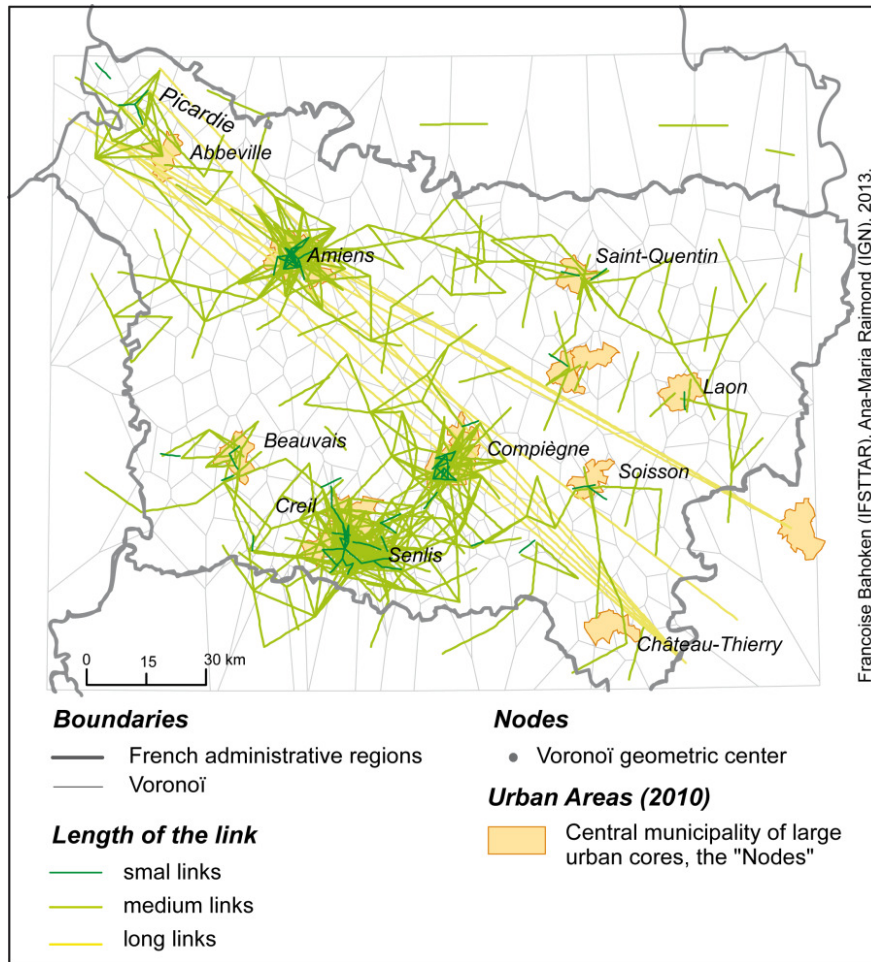 Picardie
Abbeville
Amiens
Saint-Quentin
Laon
Beauvais
Compiègne
Soisson
Creil
Senlis
Château-Thierry
0 15 30 km
Francoise Bahoken (IFSTTAR), Ana-Maria Raimond (IGN), 2013.
Boundaries
French administrative regions
Voronoï
Length of the link
smal links
medium links
long links
Nodes
Voronoï geometric center
Urban Areas (2010)
Central municipality of large
urban cores, the "Nodes"